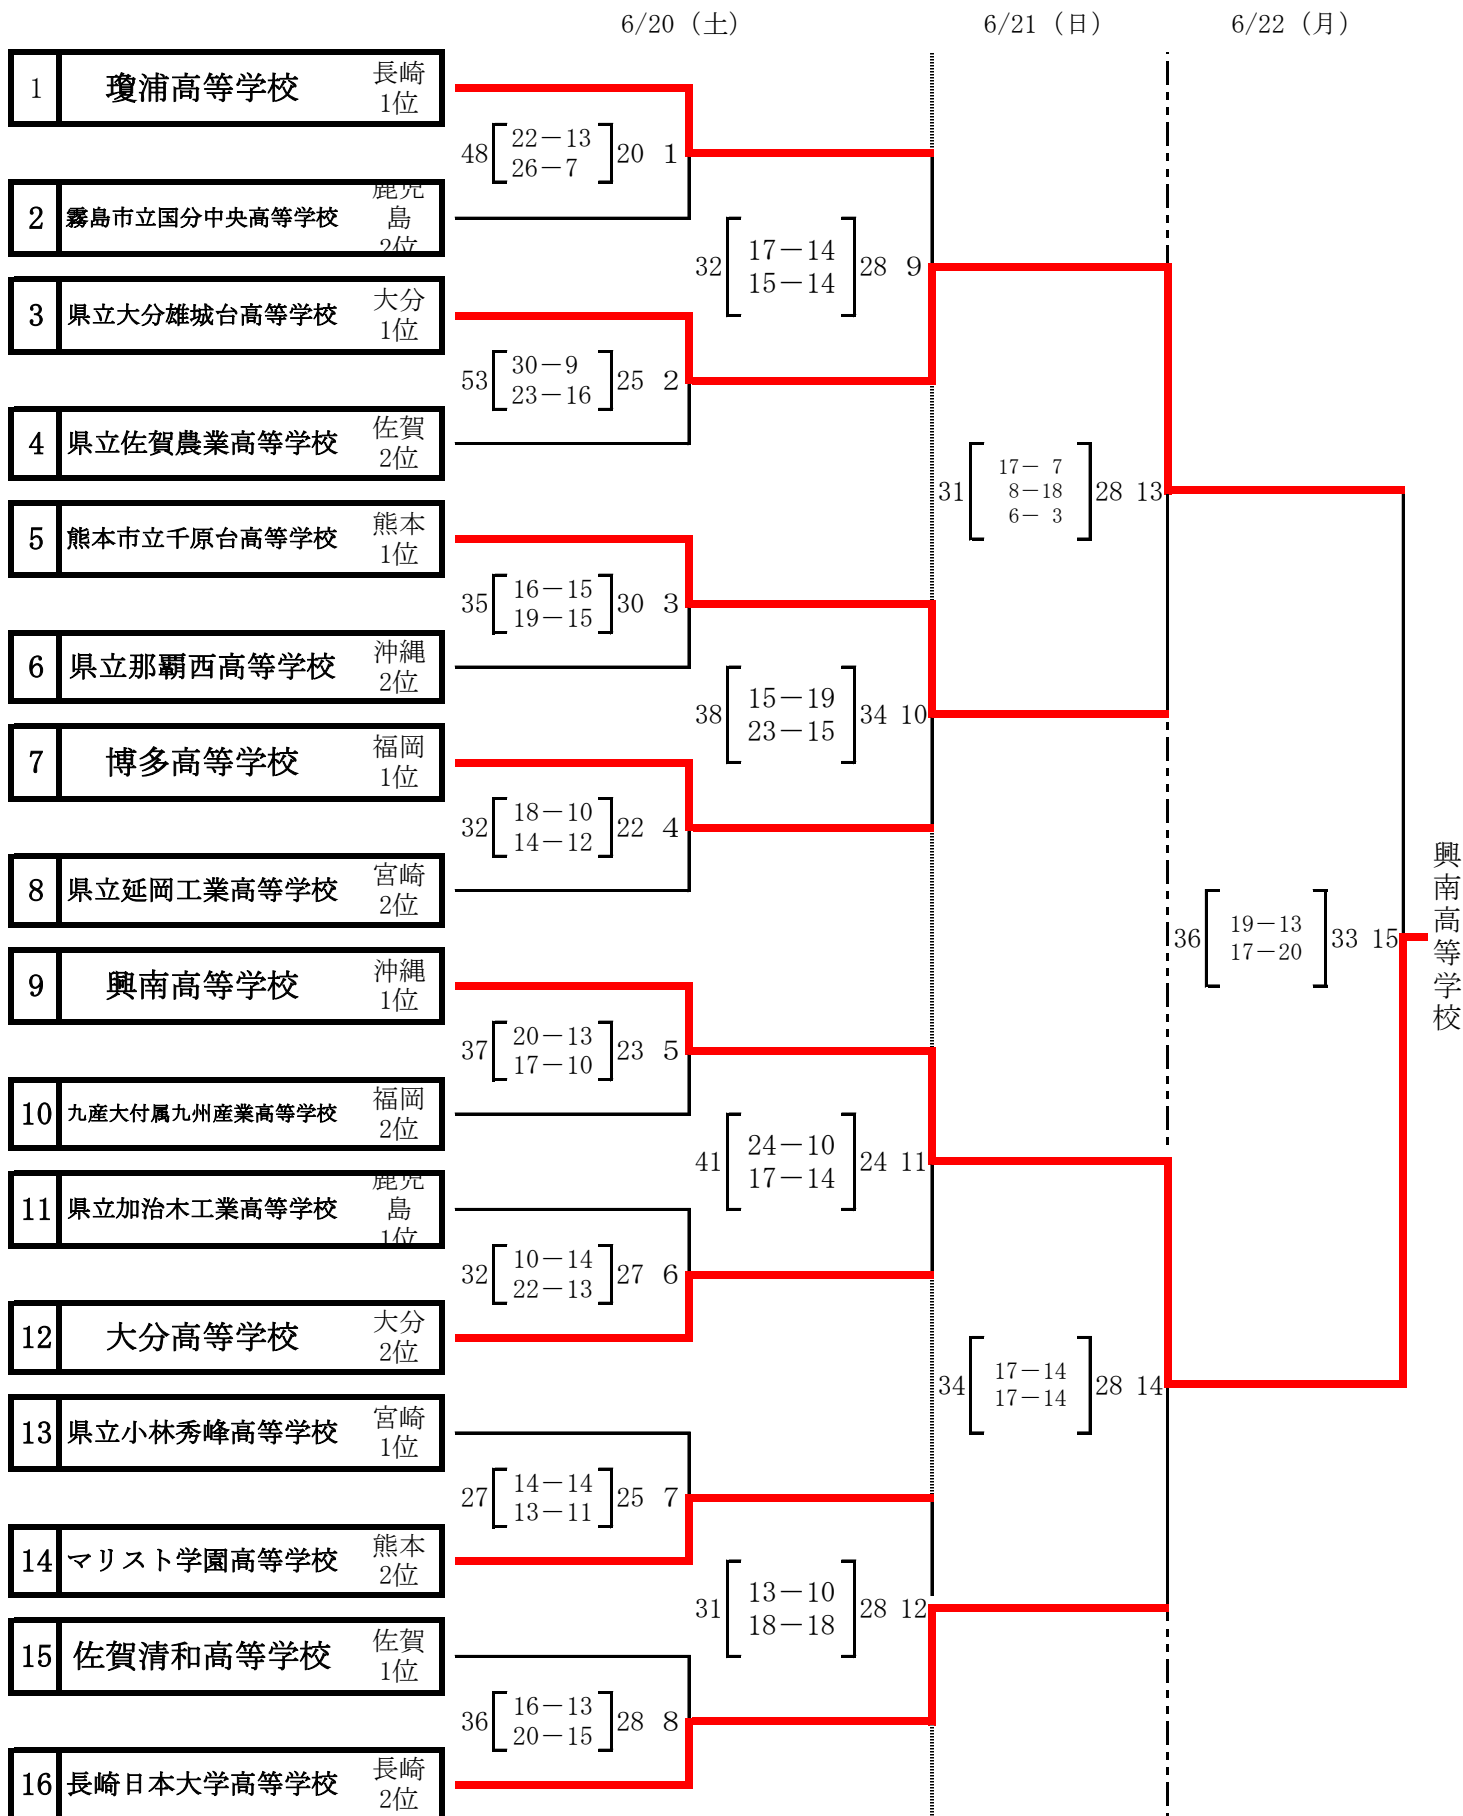 6/20（土）
6/21（日）
6/22（月）
1 瓊浦高等学校 長崎
1位
48 22－13 20 1
26－7
2 霧島市立国分中央高等学校 鹿児
島
2位
32 17－14 28 9
15－14
3 県立大分雄城台高等学校 大分
1位
53 30－9 25 2
23－16
4 県立佐賀農業高等学校 佐賀
2位
31 17－ 7 28 13
8－18
6－ 3
5 熊本市立千原台高等学校 熊本
1位
35 16－15 30 3
19－15
6 県立那覇西高等学校 沖縄
2位
38 15－19 34 10
23－15
7 博多高等学校 福岡
1位
32 18－10 22 4
14－12
8 県立延岡工業高等学校 宮崎
2位
36 19－13 33 15
17－20
興南高等学校
9 興南高等学校 沖縄
1位
37 20－13 23 5
17－10
10 九産大付属九州産業高等学校 福岡
2位
41 24－10 24 11
17－14
11 県立加治木工業高等学校 鹿児
島
1位
32 10－14 27 6
22－13
12 大分高等学校 大分
2位
34 17－14 28 14
17－14
13 県立小林秀峰高等学校 宮崎
1位
27 14－14 25 7
13－11
14 マリスト学園高等学校 熊本
2位
31 13－10 28 12
18－18
15 佐賀清和高等学校 佐賀
1位
36 16－13 28 8
20－15
16 長崎日本大学高等学校 長崎
2位